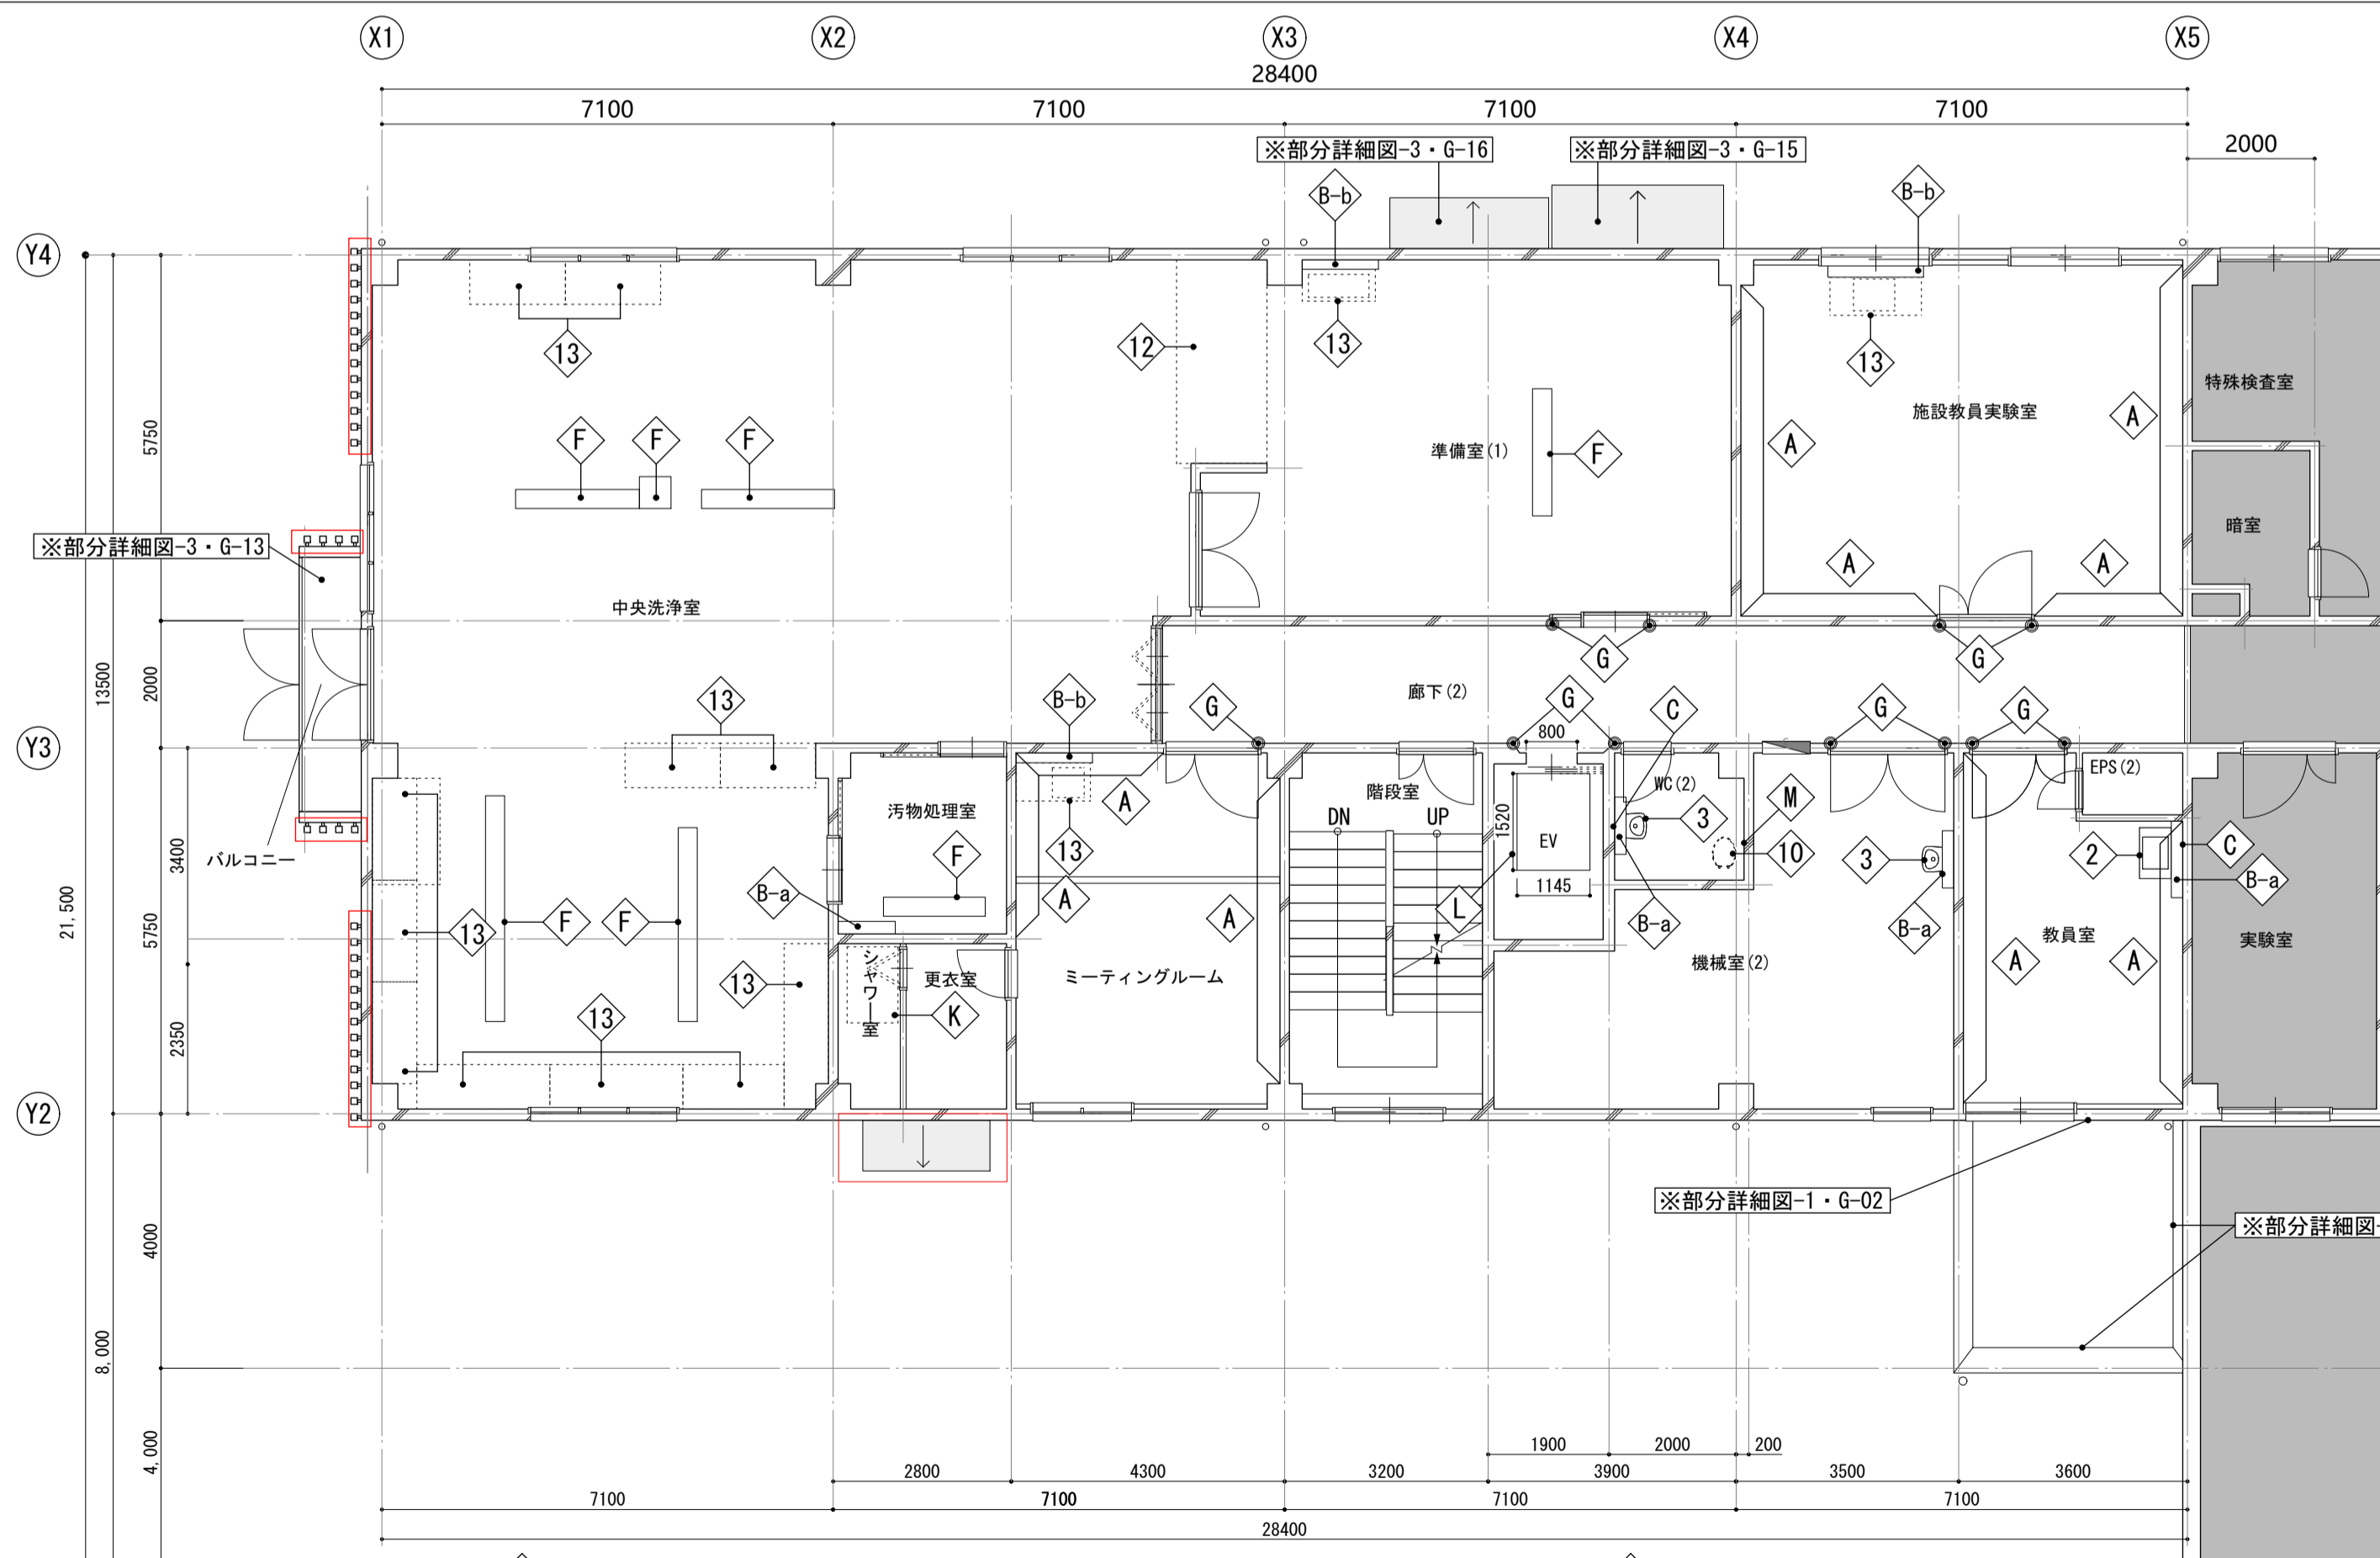 X1 X2 X3 X4 X5
28400
7100 7100 7100 7100
2000
※部分詳細図-3・G-16 ※部分詳細図-3・G-15
B-b B-b
Y4
13 12 13 13
特殊検査室
施設教員実験室 A
A
F F F
準備室(1) F
5750
暗室
※部分詳細図-3・G-13
A A
中央洗浄室
G G
13500
2000
廊下(2)
13 B-b G G C G G
800
Y3
EPS(2)
WC(2)
階段室
A
汚物処理室
DN UP
1520
EV
3 M
10 3 2 C
バルコニー
3400
F 13
B-a
B-a
A A L
B-a B-a
21,500
5750
13 F F
1145
教員室
実験室
シャワー室 更衣室 ミーティングルーム
機械室(2)
A A
13
K
13
2350
Y2
※部分詳細図-1・G-02
※部分詳細図-
4000
8,000
4,000
1900 2000 200
2800 4300 3200 3900 3500 3600
7100 7100 7100 7100
28400